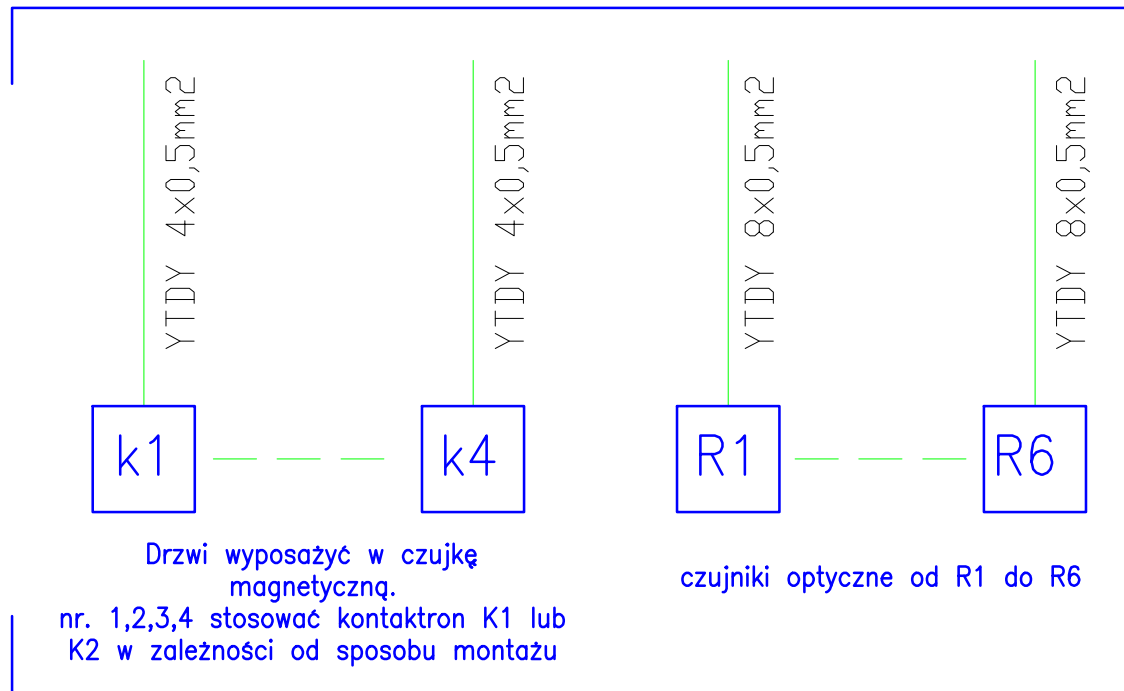 YTDY 4x0,5mm2
YTDY 4x0,5mm2
YTDY 8x0,5mm2
YTDY 8x0,5mm2
k1
k4
R1
R6
Drzwi wyposażyć w czujkę
magnetyczną.
nr. 1,2,3,4 stosować kontaktron K1 lub
K2 w zależności od sposobu montażu
czujniki optyczne od R1 do R6